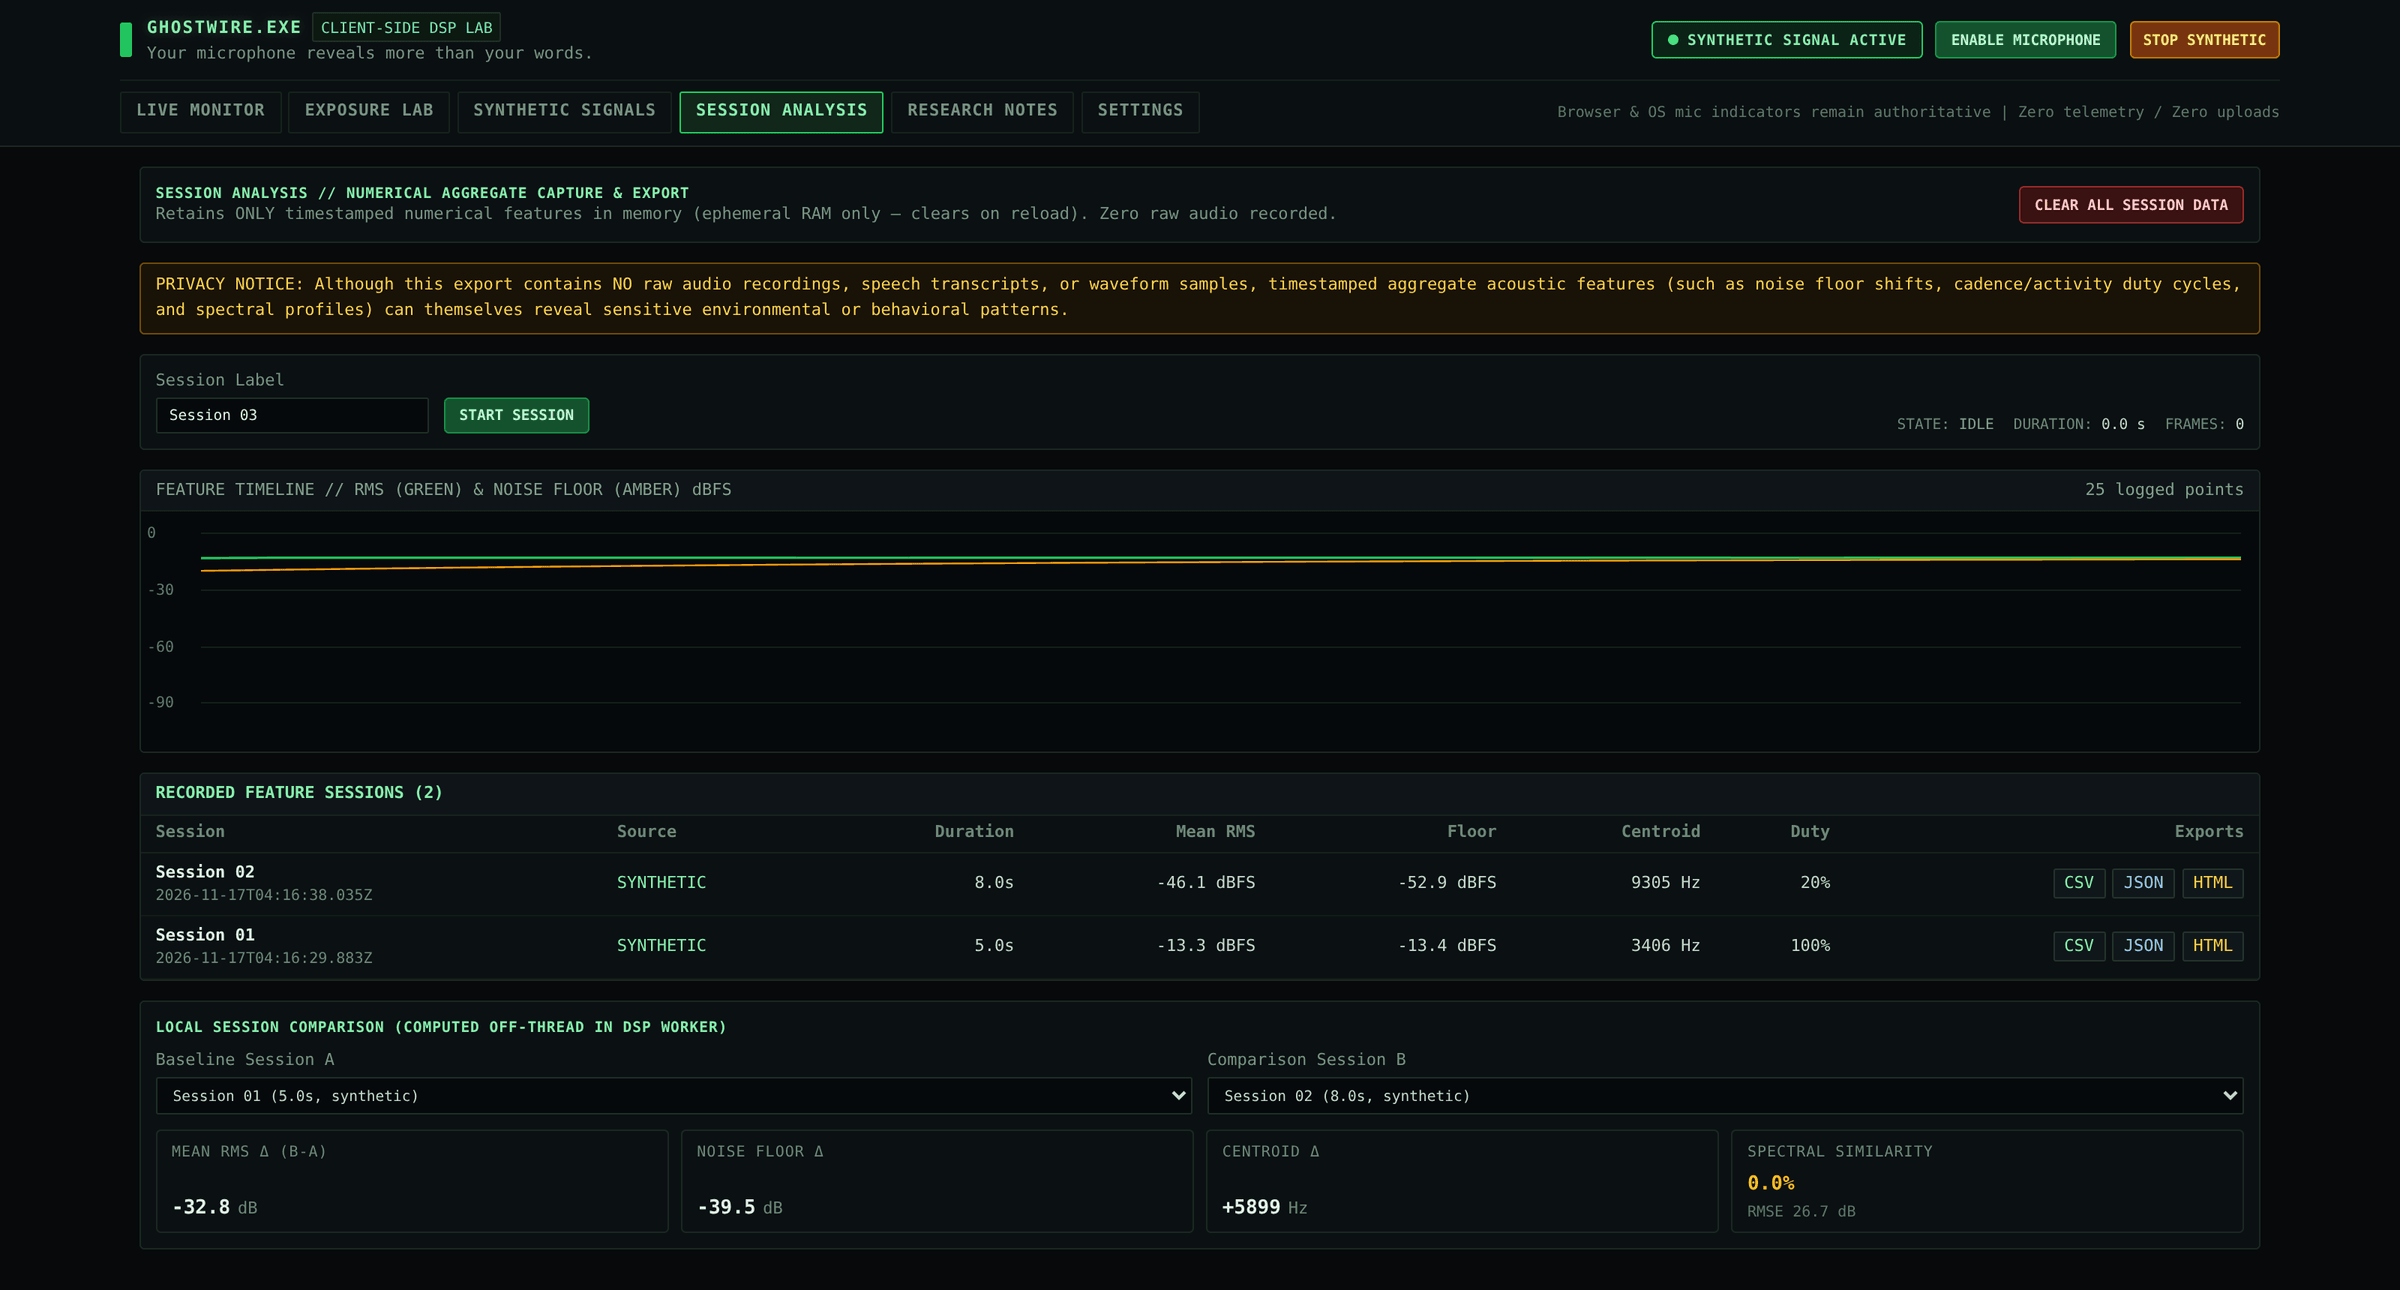 GHOSTWIRE.EXE CLIENT-SIDE DSP LAB
Your microphone reveals more than your words.
SYNTHETIC SIGNAL ACTIVE ENABLE MICROPHONE STOP SYNTHETIC
LIVE MONITOR EXPOSURE LAB SYNTHETIC SIGNALS SESSION ANALYSIS RESEARCH NOTES SETTINGS
Browser & OS mic indicators remain authoritative | Zero telemetry / Zero uploads
SESSION ANALYSIS // NUMERICAL AGGREGATE CAPTURE & EXPORT
Retains ONLY timestamped numerical features in memory (ephemeral RAM only — clears on reload). Zero raw audio recorded.
CLEAR ALL SESSION DATA
PRIVACY NOTICE: Although this export contains NO raw audio recordings, speech transcripts, or waveform samples, timestamped aggregate acoustic features (such as noise floor shifts, cadence/activity duty cycles,
and spectral profiles) can themselves reveal sensitive environmental or behavioral patterns.
Session Label
Session 03 START SESSION
STATE: IDLE DURATION: 0.0 s FRAMES: 0
FEATURE TIMELINE // RMS (GREEN) & NOISE FLOOR (AMBER) dBFS 25 logged points
0
-30
-60
-90
RECORDED FEATURE SESSIONS (2)
Session Source Duration Mean RMS Floor Centroid Duty Exports
Session 02
2026-11-17T04:16:38.035Z
SYNTHETIC 8.0s -46.1 dBFS -52.9 dBFS 9305 Hz 20% CSV JSON HTML
Session 01
2026-11-17T04:16:29.883Z
SYNTHETIC 5.0s -13.3 dBFS -13.4 dBFS 3406 Hz 100% CSV JSON HTML
LOCAL SESSION COMPARISON (COMPUTED OFF-THREAD IN DSP WORKER)
Baseline Session A
Session 01 (5.0s, synthetic)
Comparison Session B
Session 02 (8.0s, synthetic)
MEAN RMS Δ (B-A)
-32.8 dB
NOISE FLOOR Δ
-39.5 dB
CENTROID Δ
+5899 Hz
SPECTRAL SIMILARITY
0.0%
RMSE 26.7 dB